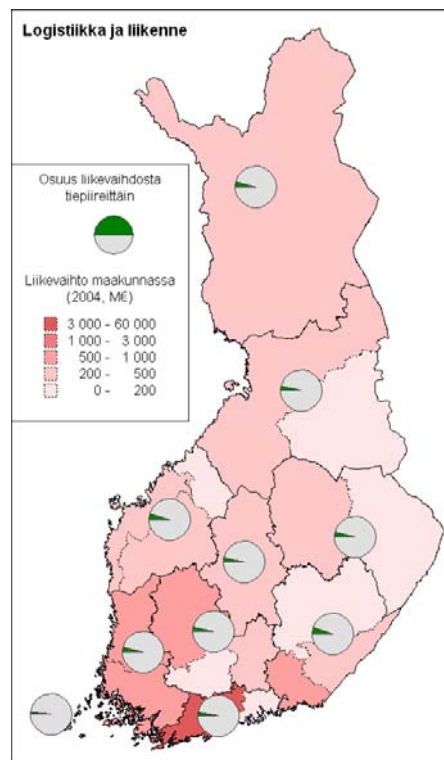 Logistiikka ja liikenne
Osuus liikevaihdosta
tiepiireittäin
Liikevaihto maakunnassa
(2004, M€)
3 000 - 60 000
1 000 - 3 000
500 - 1 000
200 - 500
0 - 200